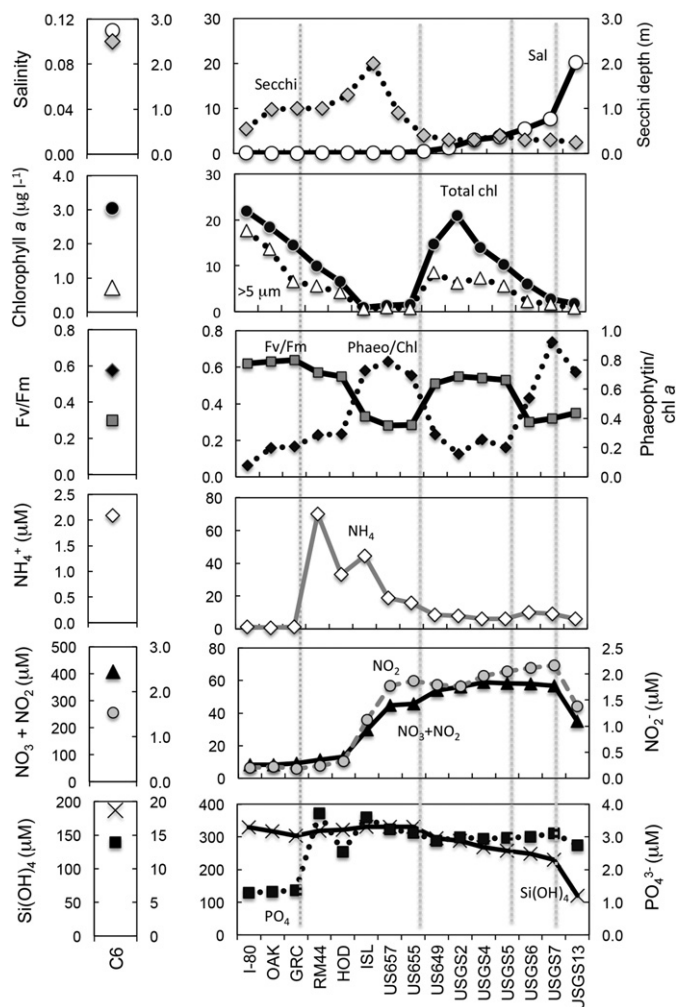 Salinity
0.12 3.0 30 3.0
0.08 2.0 20 2.0
0.04 1.0 10 1.0
0.00 0.0 0 0.0
Secchi
Sal
Secchi depth (m)
Chlorophyll a (μg l-1)
4.0 30
3.0 20
2.0
1.0 10
0.0 0
Total chl
>5 μm
Fv/Fm
0.8 0.8 1.0
0.6 0.6 0.8
0.4 0.4 0.6
0.2 0.2 0.4
0.0 0.0 0.2
0.0
Fv/Fm
Phaeo/Chl
Phaeophytin/
chl a
NH4+ (μM)
2.5 80
2.0 60
1.5 40
1.0 20
0.5 0
0.0
NH4
NO3 + NO2 (μM)
500 3.0 80 2.5
400 2.0 60 2.0
300 40 1.5
200 1.0 20 1.0
100 0.0 0 0.5
0 0.0
NO2
NO3+NO2
NO2- (μM)
Si(OH)4 (μM)
200 20 400 4.0
150 15 300 3.0
100 10 200 2.0
50 5 100 1.0
0 0 0 0.0
PO4
Si(OH)4
PO43- (μM)
C6
I-80
OAK
GRC
RM44
HOD
ISL
US657
US655
US649
USGS2
USGS4
USGS5
USGS6
USGS7
USGS13